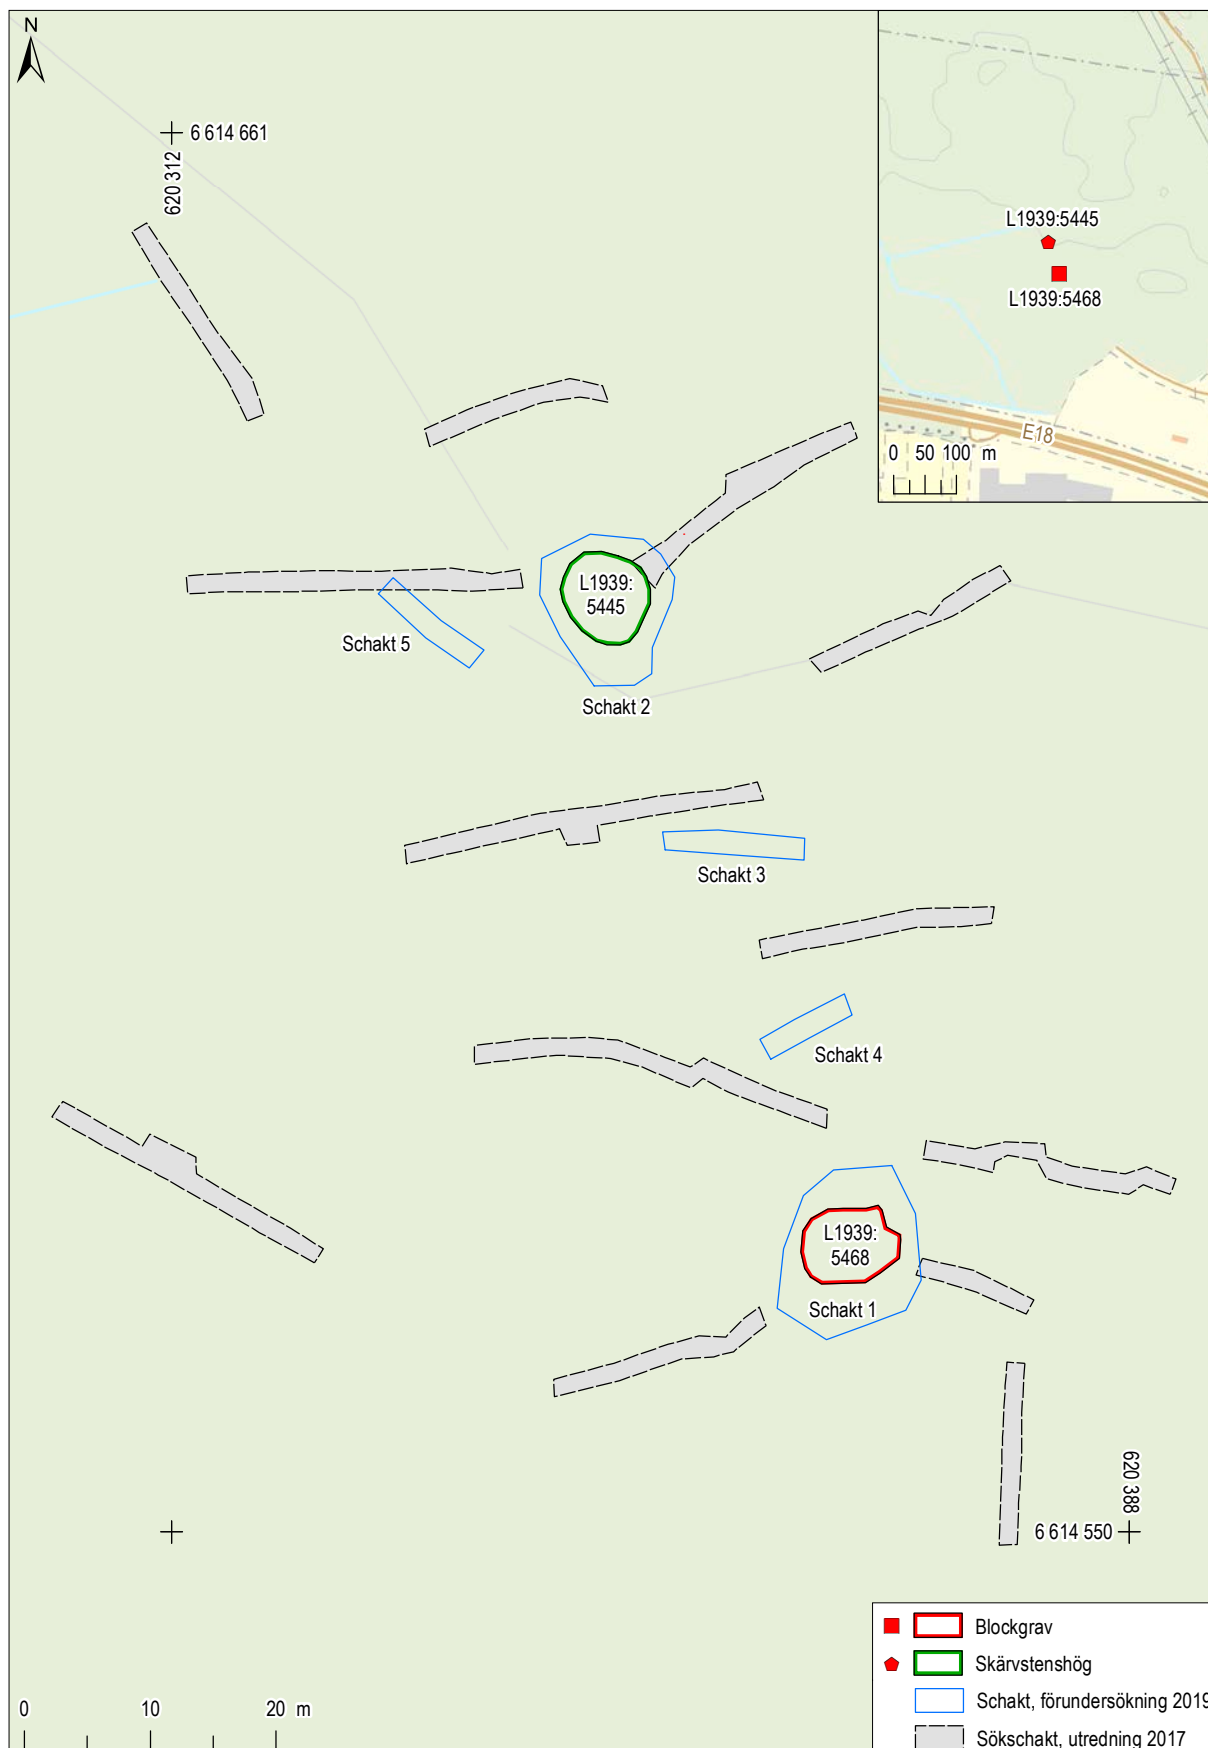 N
6 614 661
620 312
L1939:5445
L1939:5468
E18
0 50 100 m
L1939:
5445
Schakt 5
Schakt 2
Schakt 3
Schakt 4
L1939:
5468
Schakt 1
620 388
6 614 550
Blockgrav
Skärvstenshög
Schakt, förundersökning 2019
Sökschakt, utredning 2017
0 10 20 m